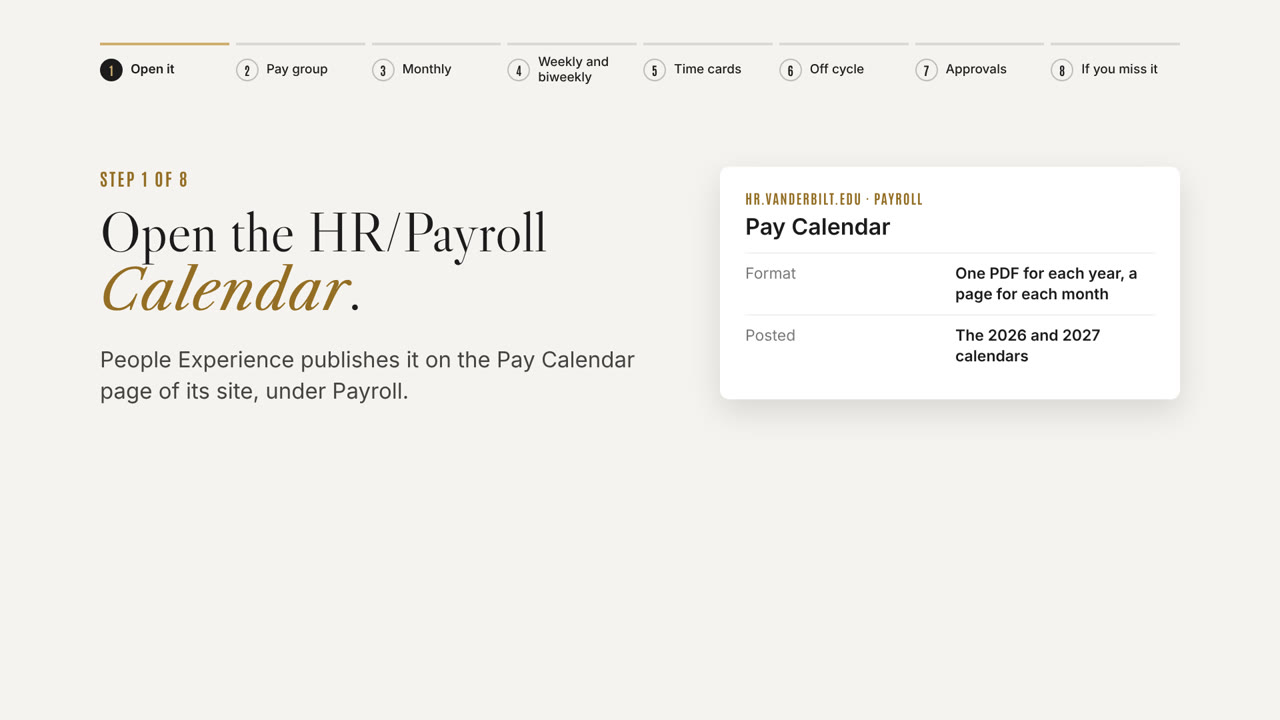 1 Open it
2 Pay group
3 Monthly
4 Weekly and
biweekly
5 Time cards
6 Off cycle
7 Approvals
8 If you miss it
STEP 1 OF 8
Open the HR/Payroll
Calendar.
People Experience publishes it on the Pay Calendar
page of its site, under Payroll.
HR.VANDERBILT.EDU · PAYROLL
Pay Calendar
Format
One PDF for each year, a
page for each month
Posted
The 2026 and 2027
calendars